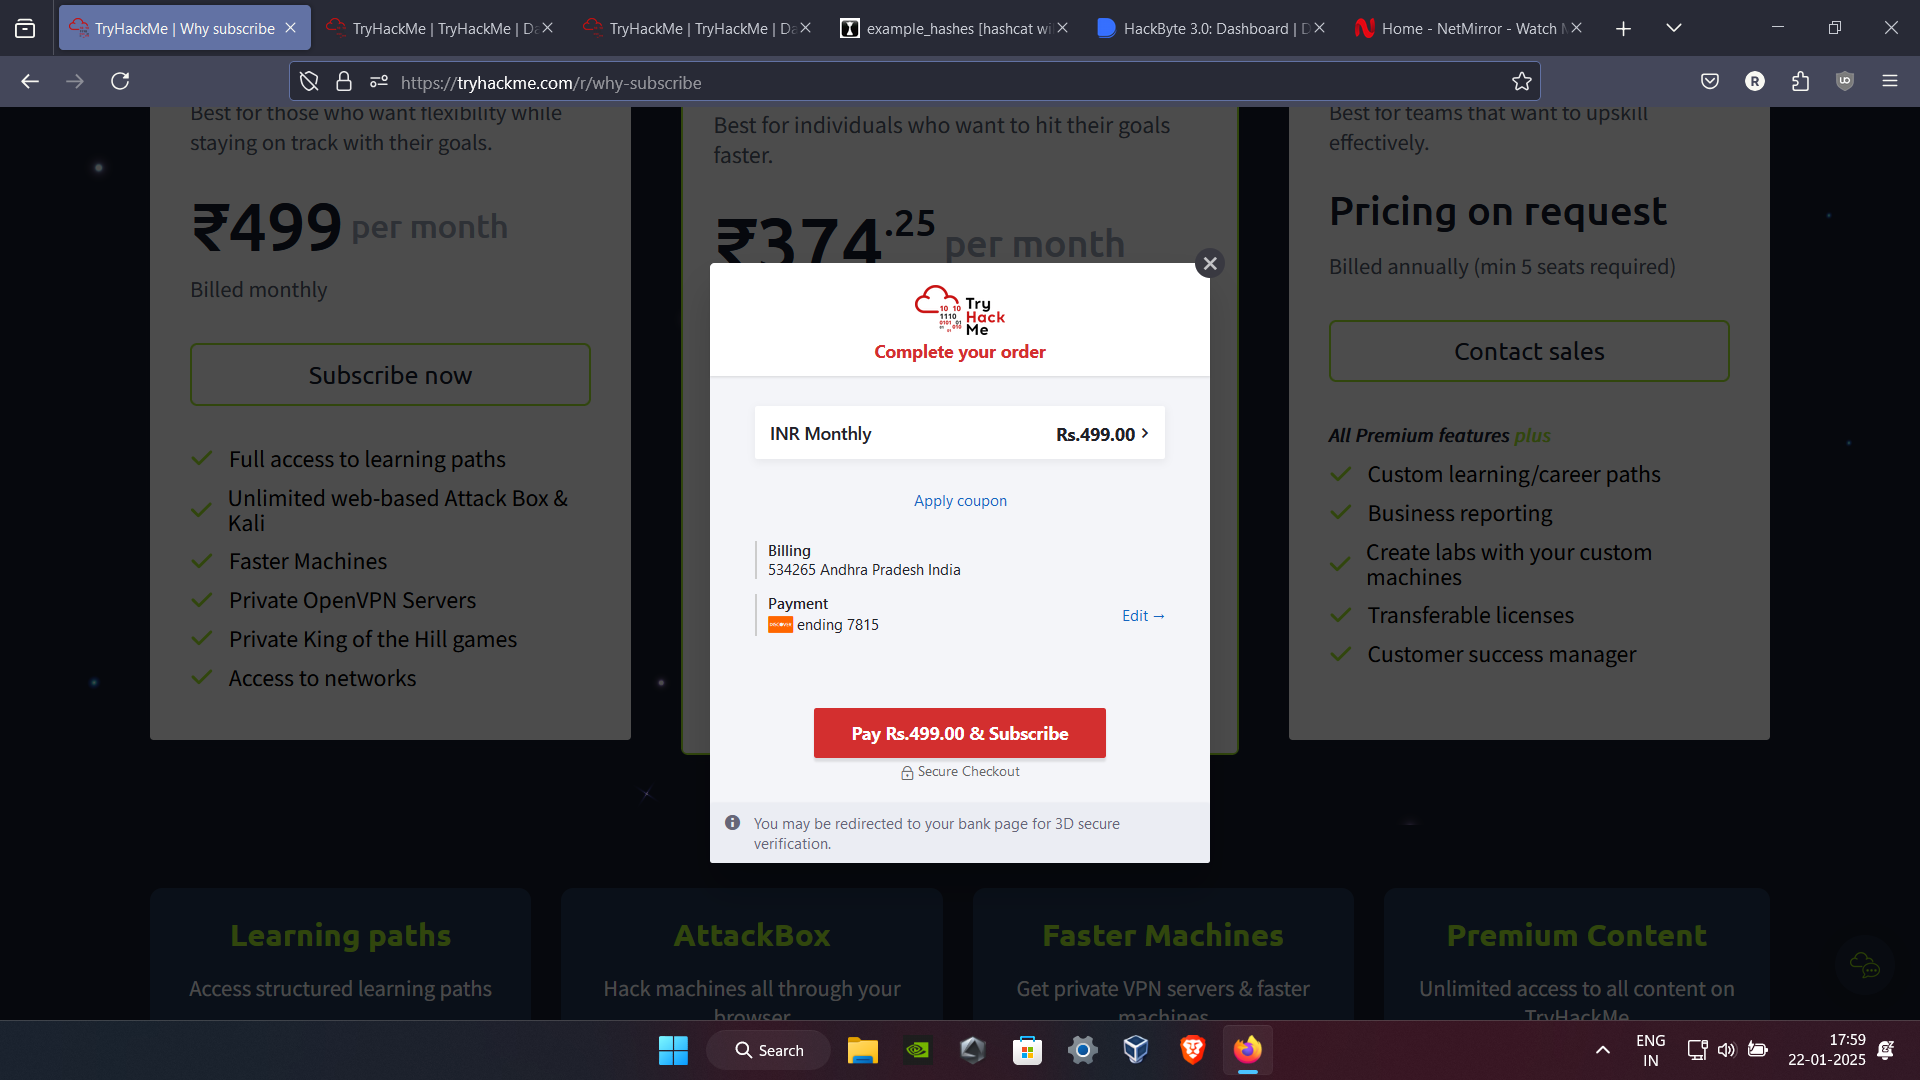 TryHackMe | Why subscribe
TryHackMe | TryHackMe | Da
TryHackMe | TryHackMe | Da
example_hashes [hashcat wi
HackByte 3.0: Dashboard | D
Home - NetMirror - Watch
https://tryhackme.com/r/why-subscribe
R
Best for those who want flexibility while
staying on track with their goals.
₹499 per month
Billed monthly
Subscribe now
Full access to learning paths
Unlimited web-based Attack Box &
Kali
Faster Machines
Private OpenVPN Servers
Private King of the Hill games
Access to networks
Best for individuals who want to hit their goals
faster.
₹374.25 per month
Best for teams that want to upskill
effectively.
Pricing on request
Billed annually (min 5 seats required)
Contact sales
All Premium features plus
Custom learning/career paths
Business reporting
Create labs with your custom
machines
Transferable licenses
Customer success manager
Try
Hack
Me
Complete your order
INR Monthly Rs.499.00
Apply coupon
Billing
534265 Andhra Pradesh India
Payment
DISCOVER ending 7815
Edit →
Pay Rs.499.00 & Subscribe
Secure Checkout
You may be redirected to your bank page for 3D secure
verification.
Learning paths
Access structured learning paths
AttackBox
Hack machines all through your
browser
Faster Machines
Get private VPN servers & faster
machines
Premium Content
Unlimited access to all content on
TryHackMe
Search
ENG
IN
17:59
22-01-2025